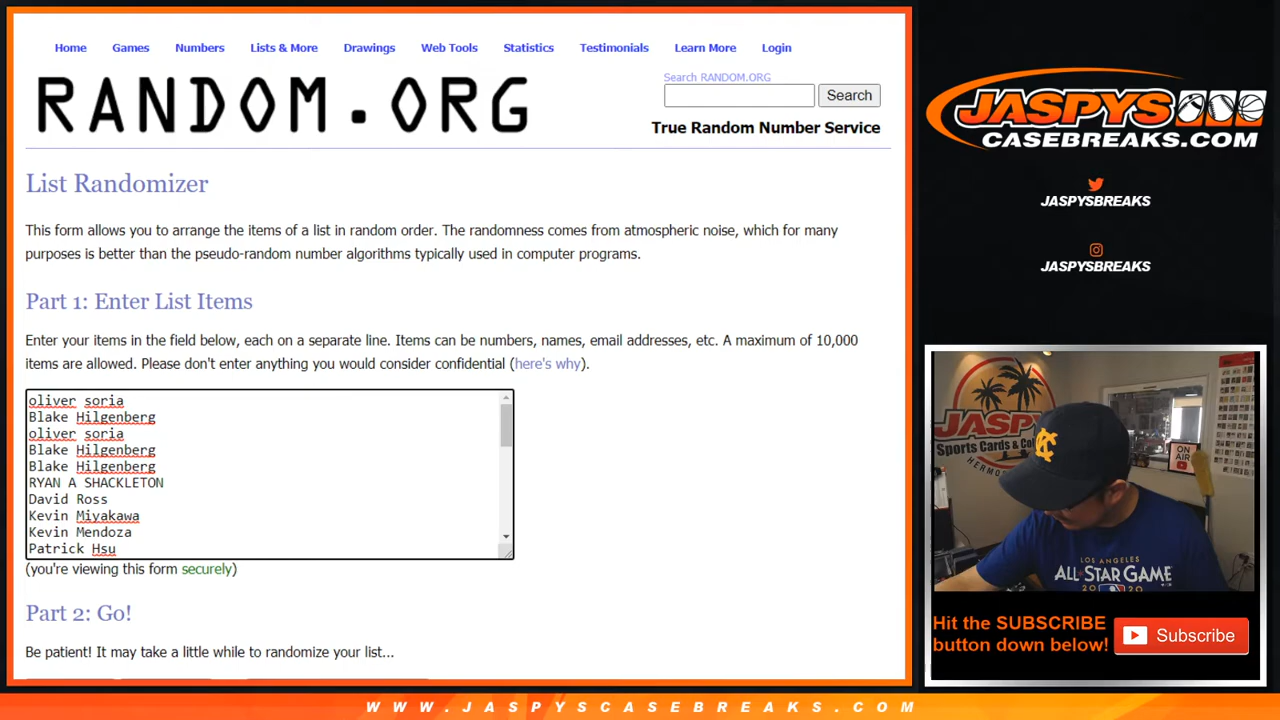 Home Games Numbers Lists & More Drawings Web Tools Statistics Testimonials Learn More Login
RANDOM.ORG
Search RANDOM.ORG
Search
True Random Number Service
List Randomizer
This form allows you to arrange the items of a list in random order. The randomness comes from atmospheric noise, which for many
purposes is better than the pseudo-random number algorithms typically used in computer programs.
Part 1: Enter List Items
Enter your items in the field below, each on a separate line. Items can be numbers, names, email addresses, etc. A maximum of 10,000
items are allowed. Please don't enter anything you would consider confidential (here's why).
oliver soria
Blake Hilgenberg
oliver soria
Blake Hilgenberg
Blake Hilgenberg
RYAN A SHACKLETON
David Ross
Kevin Miyakawa
Kevin Mendoza
Patrick Hsu
(you're viewing this form securely)
Part 2: Go!
Be patient! It may take a little while to randomize your list...
JASPYS
CASEBREAKS.COM
JASPYSBREAKS
JASPYSBREAKS
JASPY
Sports Cards & Col
HERMOS
ON
AIR
LOS ANGELES
ALL STAR GAME
2020
Hit the SUBSCRIBE
button down below!
Subscribe
WWW.JASPYSCASEBREAKS.COM